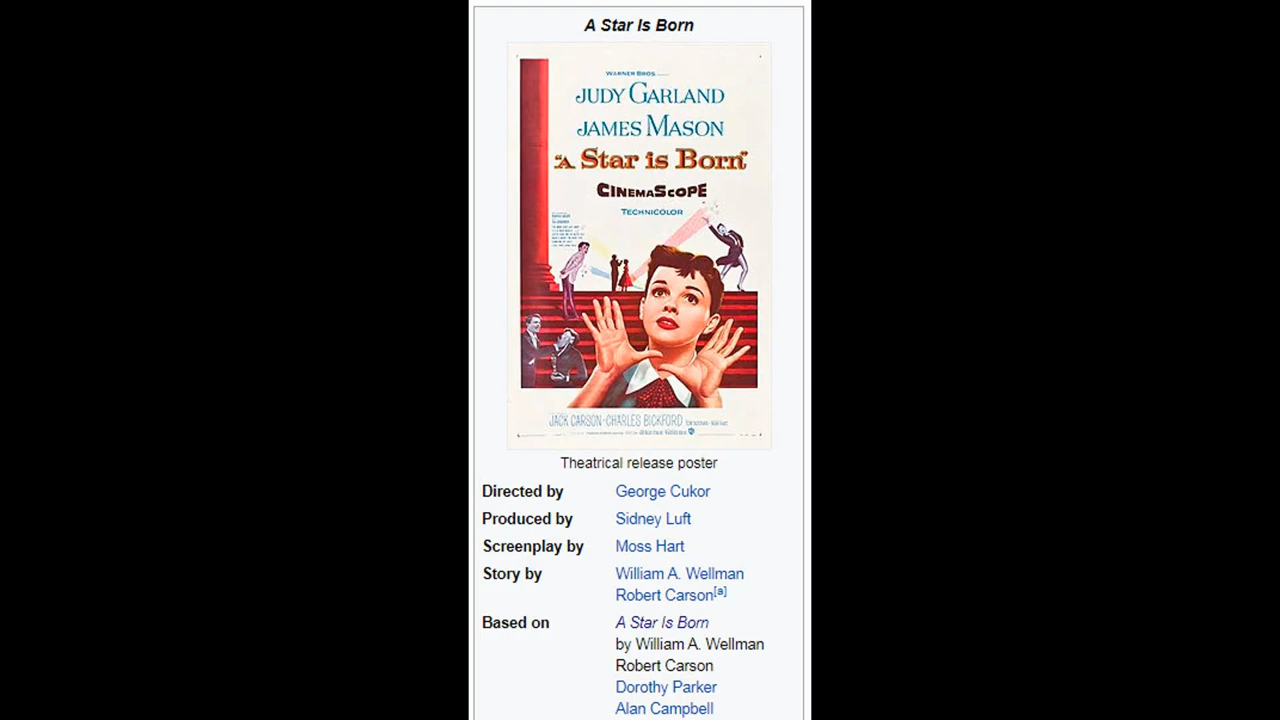 A Star Is Born
WARNER BROS.
JUDY GARLAND
JAMES MASON
"A Star is Born"
CINEMASCOPE
TECHNICOLOR
JACK CARSON · CHARLES BICKFORD
Theatrical release poster
Directed by George Cukor
Produced by Sidney Luft
Screenplay by Moss Hart
Story by William A. Wellman
Robert Carson[a]
Based on A Star Is Born
by William A. Wellman
Robert Carson
Dorothy Parker
Alan Campbell